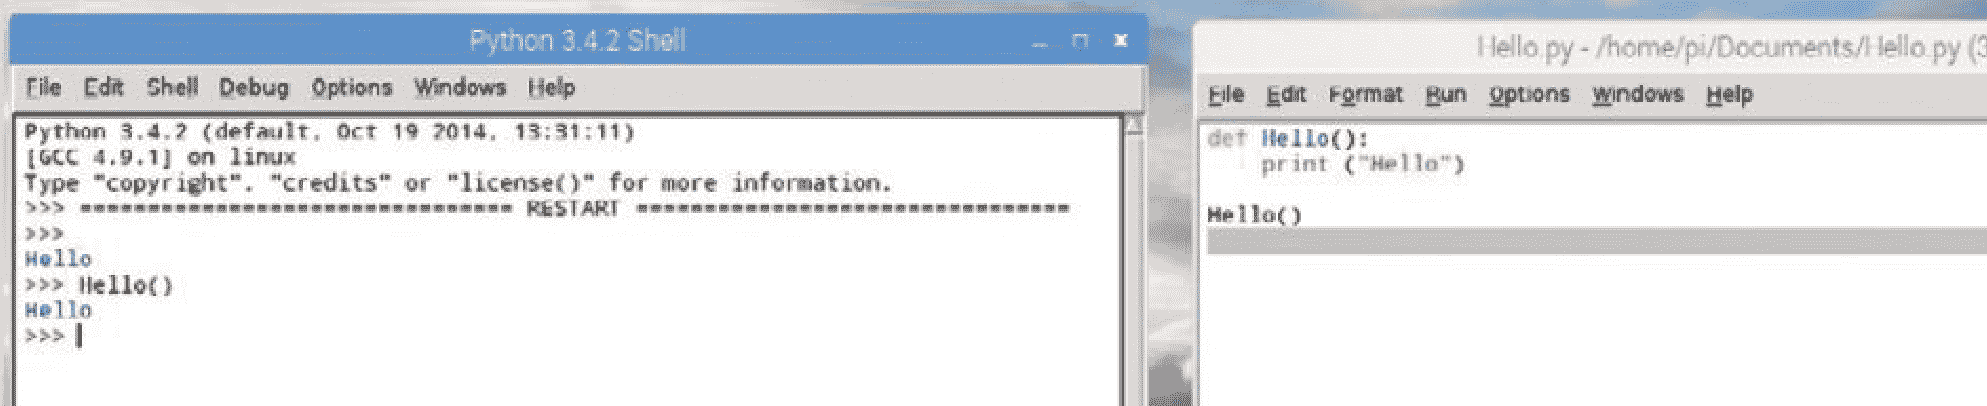 Python 3.4.2 Shell
File Edit Shell Debug Options Windows Help
Python 3.4.2 (default, Oct 19 2014, 13:31:11)
[GCC 4.9.1] on linux
Type "copyright", "credits" or "license()" for more information.
>>> ================================ RESTART ================================
>>>
Hello
>>> Hello()
Hello
>>>
Hello.py - /home/pi/Documents/Hello.py (3
File Edit Format Run Options Windows Help
def Hello():
    print ("Hello")
Hello()